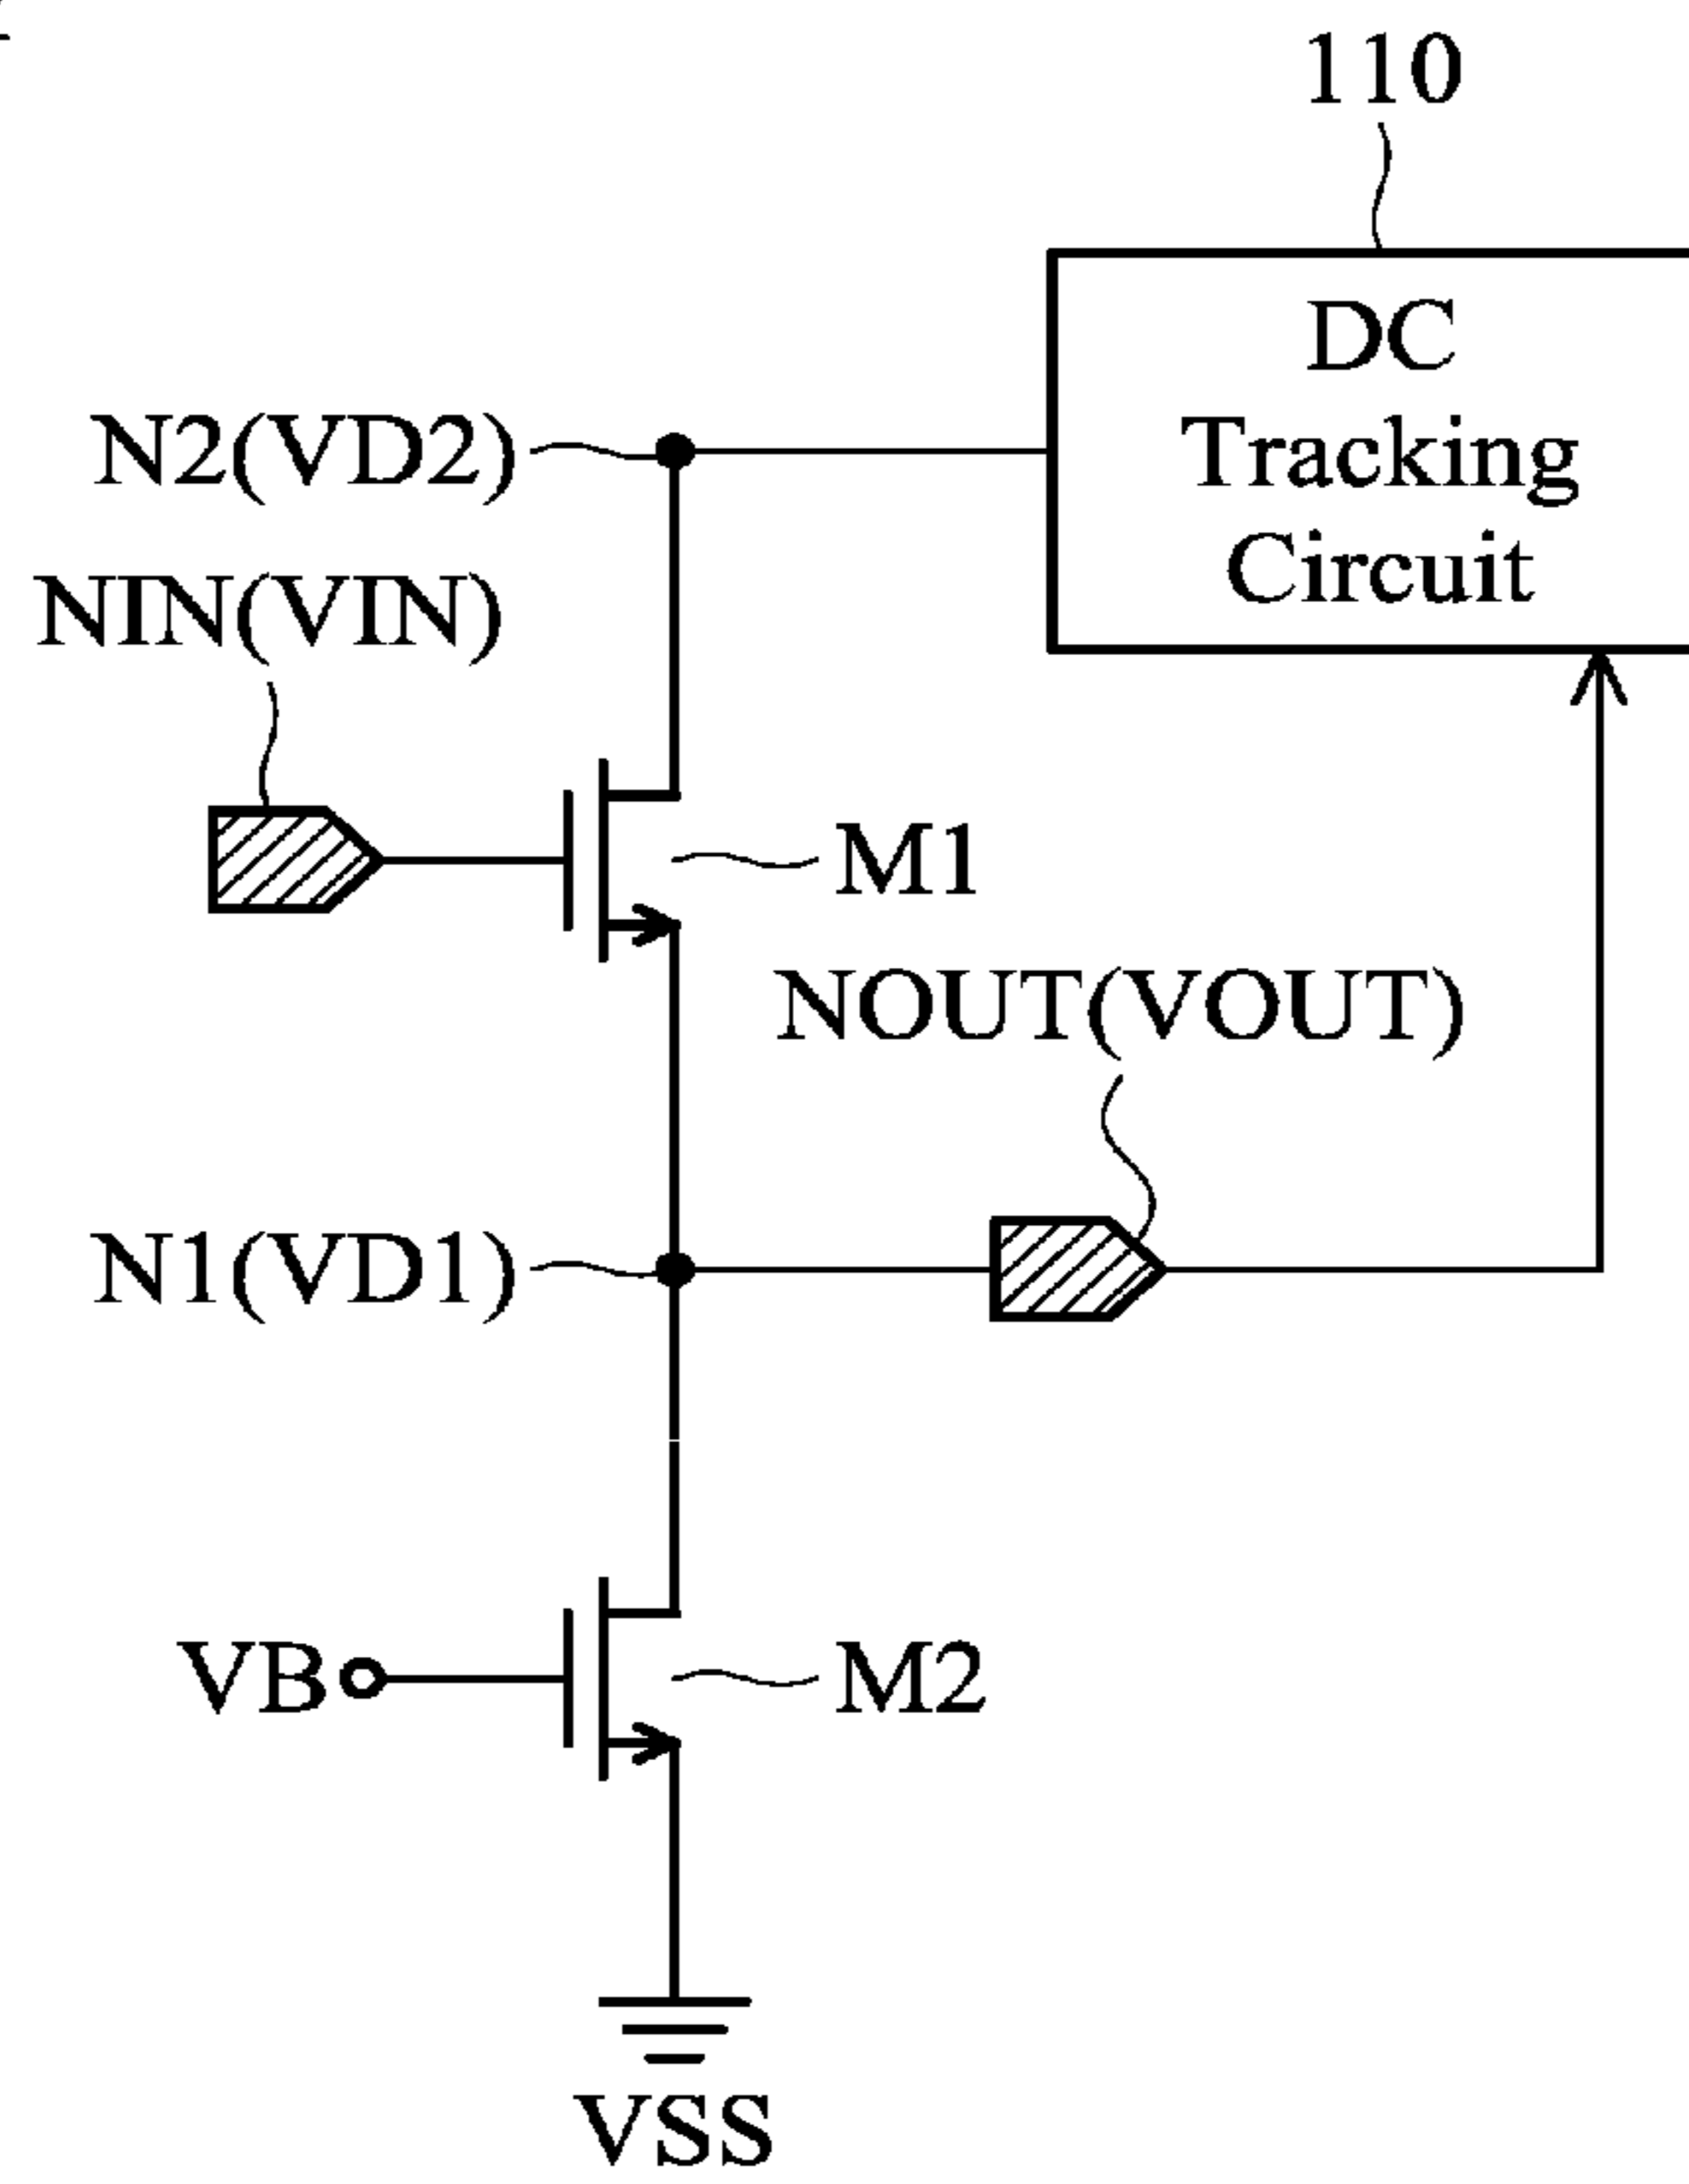 110
DC
Tracking
Circuit
N2(VD2)
NIN(VIN)
M1
NOUT(VOUT)
N1(VD1)
VB
M2
VSS